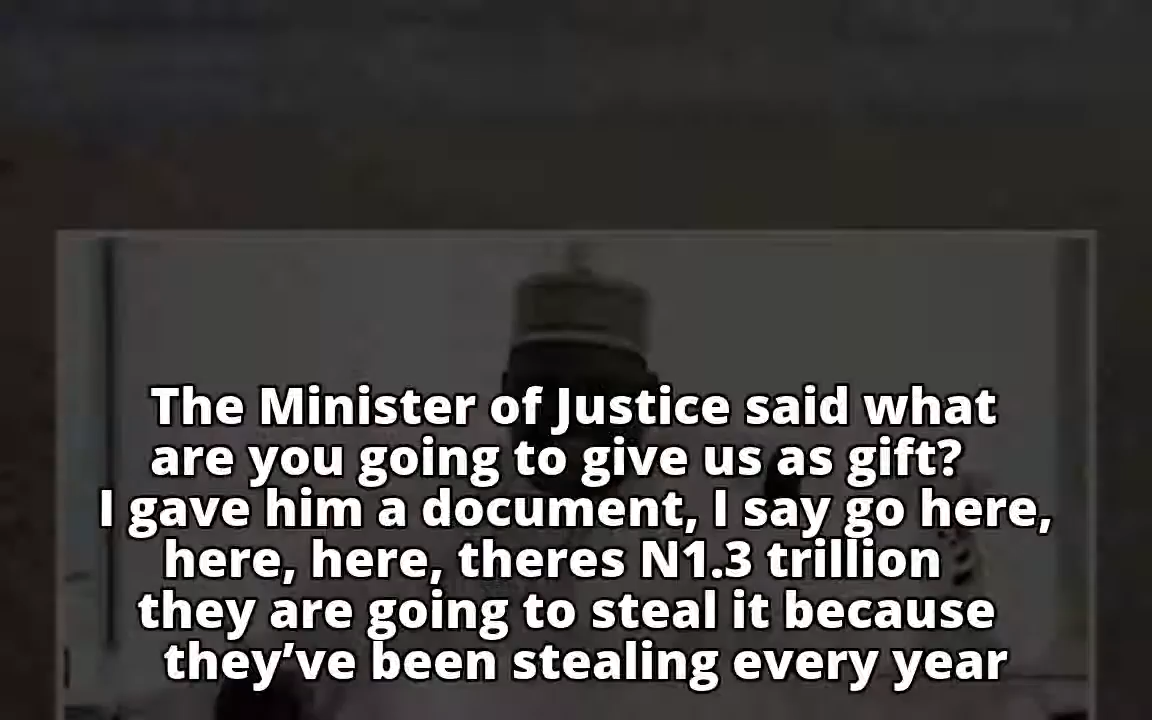 The Minister of Justice said what
are you going to give us as gift?
I gave him a document, I say go here,
here, here, theres N1.3 trillion
they are going to steal it because
they’ve been stealing every year